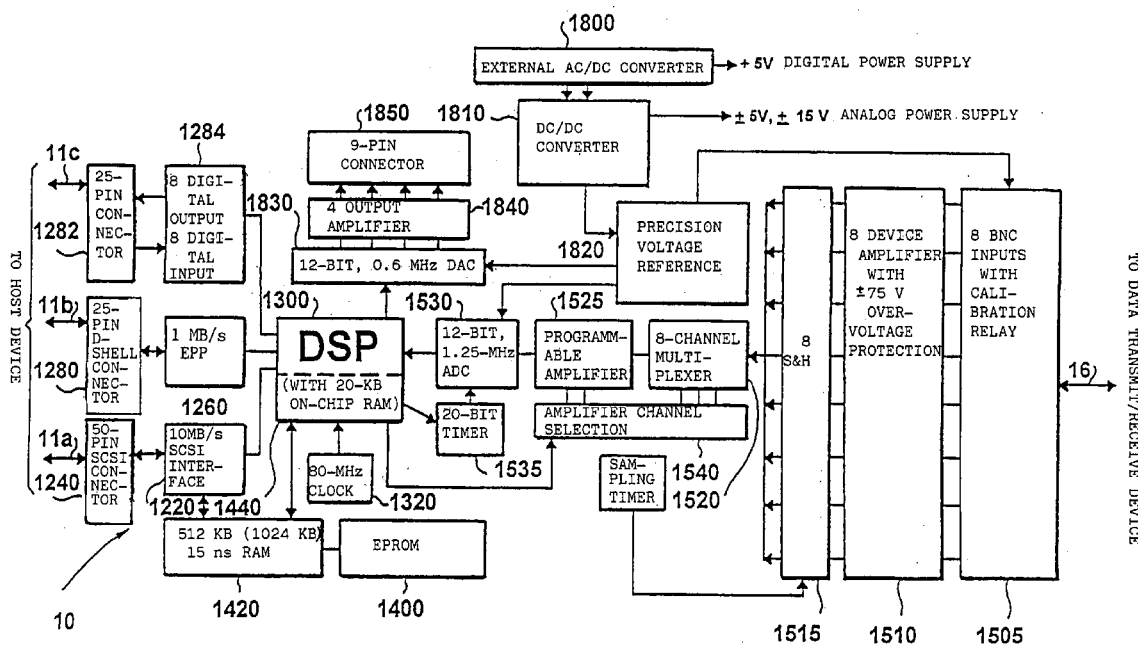 1800
EXTERNAL AC/DC CONVERTER
+ 5V DIGITAL POWER SUPPLY
1810
DC/DC
CONVERTER
± 5V, ± 15 V ANALOG POWER SUPPLY
1850
9-PIN
CONNECTOR
1284
11c
25-
PIN
CON-
NEC-
TOR
1282
8 DIGI-
TAL
OUTPUT
8 DIGI-
TAL
INPUT
1830
4 OUTPUT
AMPLIFIER
1840
12-BIT, 0.6 MHz DAC
1820
PRECISION
VOLTAGE
REFERENCE
TO HOST DEVICE
11b
25-
PIN
D-
SHELL
CON-
NEC-
TOR
1280
1 MB/s
EPP
1260
1300
DSP
(WITH 20-KB
ON-CHIP RAM)
1530
12-BIT,
1.25-MHz
ADC
1525
PROGRAMM-
ABLE
AMPLIFIER
8-CHANNEL
MULTI-
PLEXER
8
S&H
8 DEVICE
AMPLIFIER
WITH
±75 V
OVER-
VOLTAGE
PROTECTION
8 BNC
INPUTS
WITH
CALI-
BRATION
RELAY
16
TO DATA TRANSMIT/RECEIVE DEVICE
20-BIT
TIMER
1535
AMPLIFIER CHANNEL
SELECTION
1540
1520
11a
50-
PIN
SCSI
CON-
NEC-
TOR
1240
10MB/s
SCSI
INTER-
FACE
1220
1440
80-MHz
CLOCK
1320
SAM-
PLING
TIMER
512 KB (1024 KB)
15 ns RAM
EPROM
10
1420
1400
1515
1510
1505